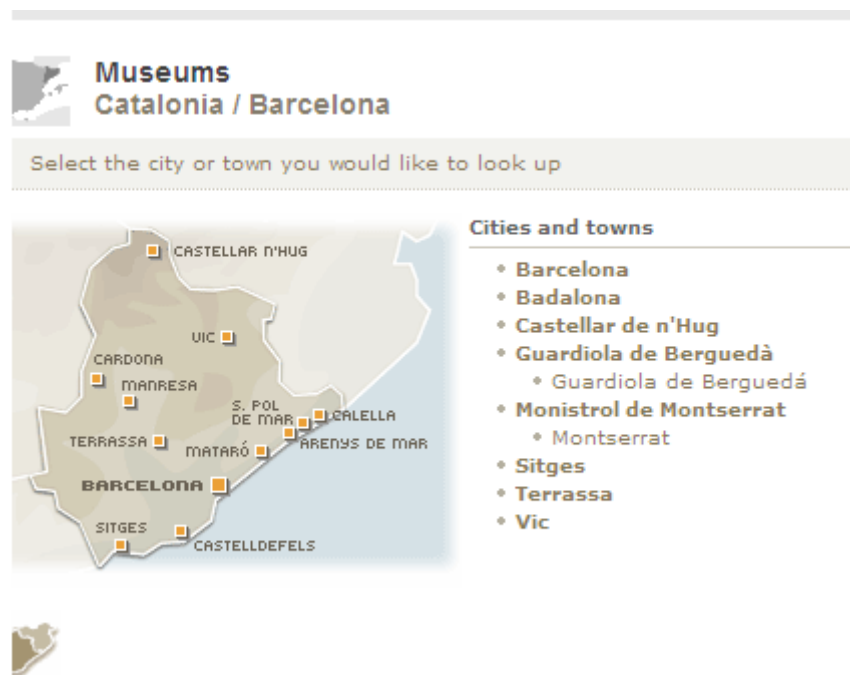 Museums
Catalonia / Barcelona
Select the city or town you would like to look up
CASTELLAR N'HUG
VIC
CARDONA
MANRESA
S. POL
DE MAR
CALELLA
TERRASSA
MATARÓ
ARENYS DE MAR
BARCELONA
SITGES
CASTELLDEFELS
Cities and towns
Barcelona
Badalona
Castellar de n'Hug
Guardiola de Berguedà
Guardiola de Berguedá
Monistrol de Montserrat
Montserrat
Sitges
Terrassa
Vic